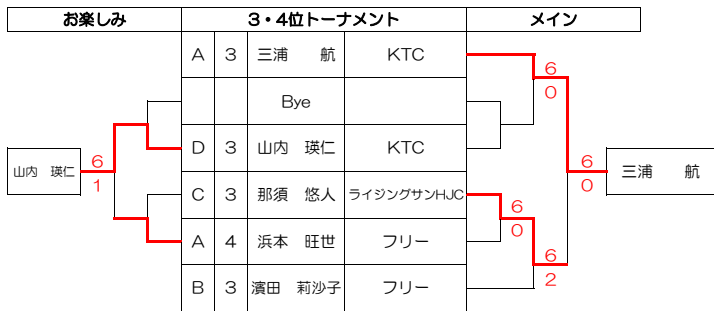 お楽しみ 3・4位トーナメント メイン
A 3 三浦　航 KTC
6
0
Bye
D 3 山内　瑛仁 KTC
山内　瑛仁
6
1
6
0
三浦　航
C 3 那須　悠人 ライジングサンHJC
6
0
A 4 浜本　旺世 フリー
6
2
B 3 濱田　莉沙子 フリー